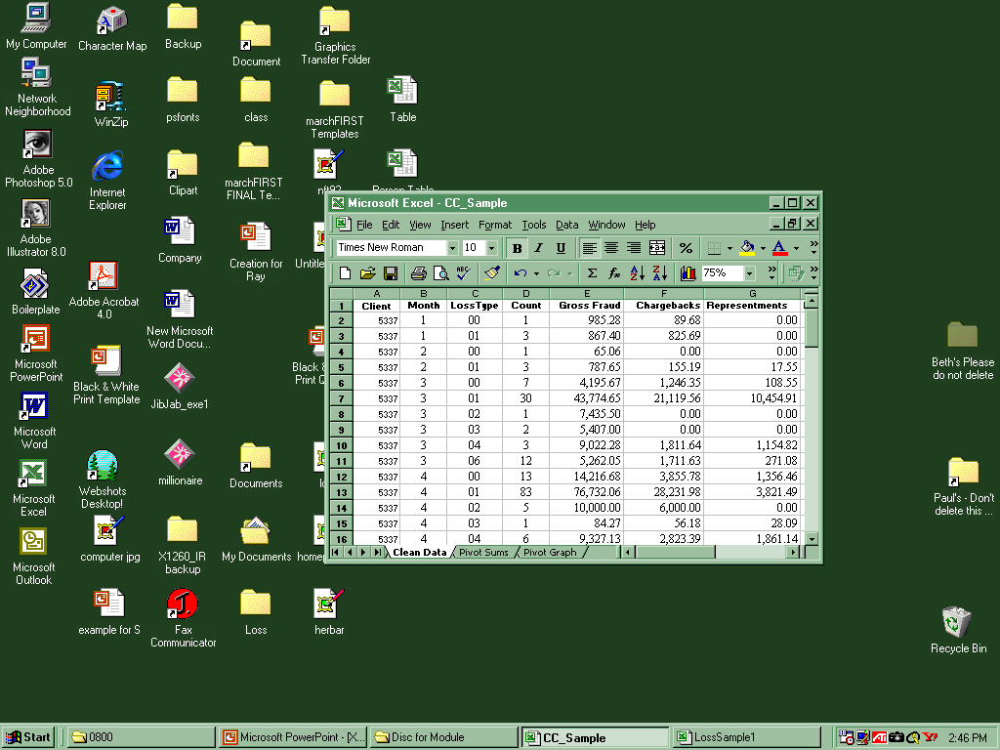 My Computer
Character Map
Backup
Document
Graphics
Transfer Folder
Network
Neighborhood
WinZip
psfonts
class
marchFIRST
Templates
Table
Adobe
Photoshop 5.0
Internet
Explorer
Clipart
marchFIRST
FINAL Te...
Adobe
Illustrator 8.0
Company
Creation for
Ray
Boilerplate
Adobe Acrobat
4.0
New Microsoft
Word Docu...
Microsoft
PowerPoint
Black & White
Print Template
JibJab_exe1
Black &
Print
Microsoft
Word
Microsoft
Excel
Webshots
Desktop!
millionaire
Documents
Microsoft
Outlook
computer jpg
X1260_IR
backup
My Documents
example for S
Fax
Communicator
Loss
herbar
Microsoft Excel - CC_Sample
File Edit View Insert Format Tools Data Window Help
Times New Roman 10 B I U %
Σ fx 75%
A B C D E F G
1 Client Month LossType Count Gross Fraud Chargebacks Representments
2 5337 1 00 1 985.28 89.68 0.00
3 5337 1 01 3 867.40 825.69 0.00
4 5337 2 00 1 65.06 0.00 0.00
5 5337 2 01 3 787.65 155.19 17.55
6 5337 3 00 7 4,195.67 1,246.35 108.55
7 5337 3 01 30 43,774.65 21,119.56 10,454.91
8 5337 3 02 1 7,435.50 0.00 0.00
9 5337 3 03 2 5,407.00 0.00 0.00
10 5337 3 04 3 9,022.28 1,811.64 1,154.82
11 5337 3 06 12 5,262.05 1,711.63 271.08
12 5337 4 00 13 14,216.68 3,855.78 1,356.46
13 5337 4 01 83 76,732.06 28,231.98 3,821.49
14 5337 4 02 5 10,000.00 6,000.00 0.00
15 5337 4 03 1 84.27 56.18 28.09
16 5337 4 04 6 9,327.13 2,823.39 1,861.14
Clean Data Pivot Sums Pivot Graph
Beth's Please
do not delete
Paul's - Don't
delete this ...
Recycle Bin
Start 0800 Microsoft PowerPoint - [X... Disc for Module CC_Sample LossSample1 2:46 PM